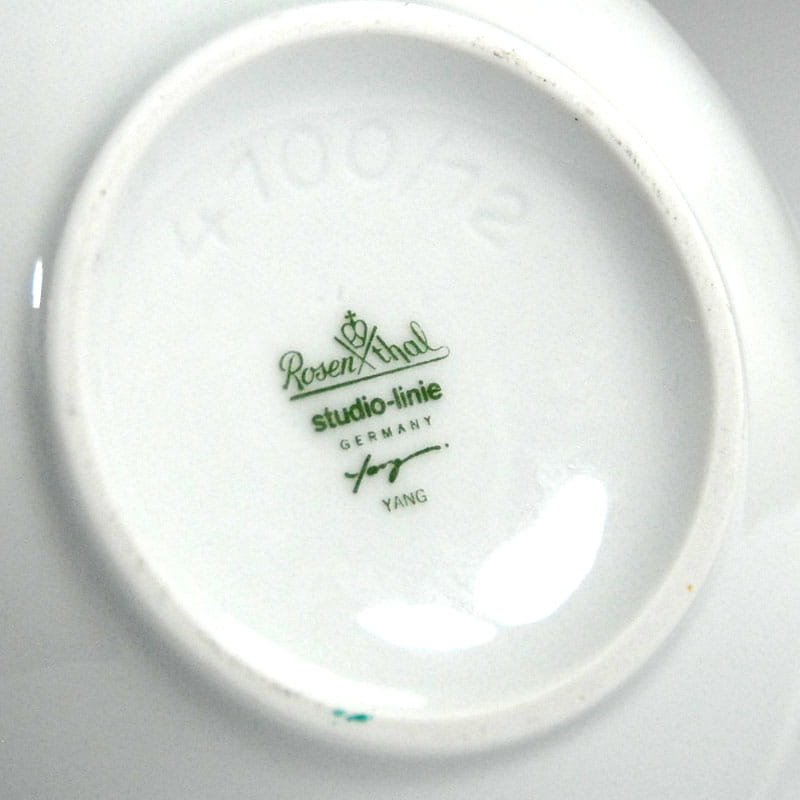 4100/12
Rosenthal
studio-linie
GERMANY
Yang
YANG